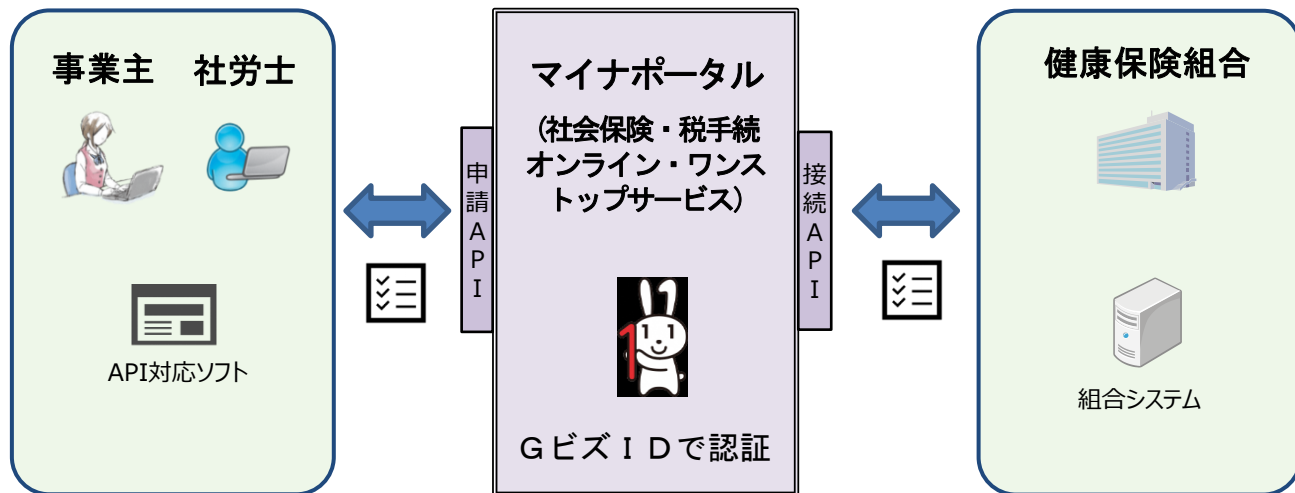 事業主 社労士
API対応ソフト
申請API
マイナポータル
(社会保険・税手続
オンライン・ワンス
トップサービス)
1
GビズIDで認証
接続API
健康保険組合
組合システム